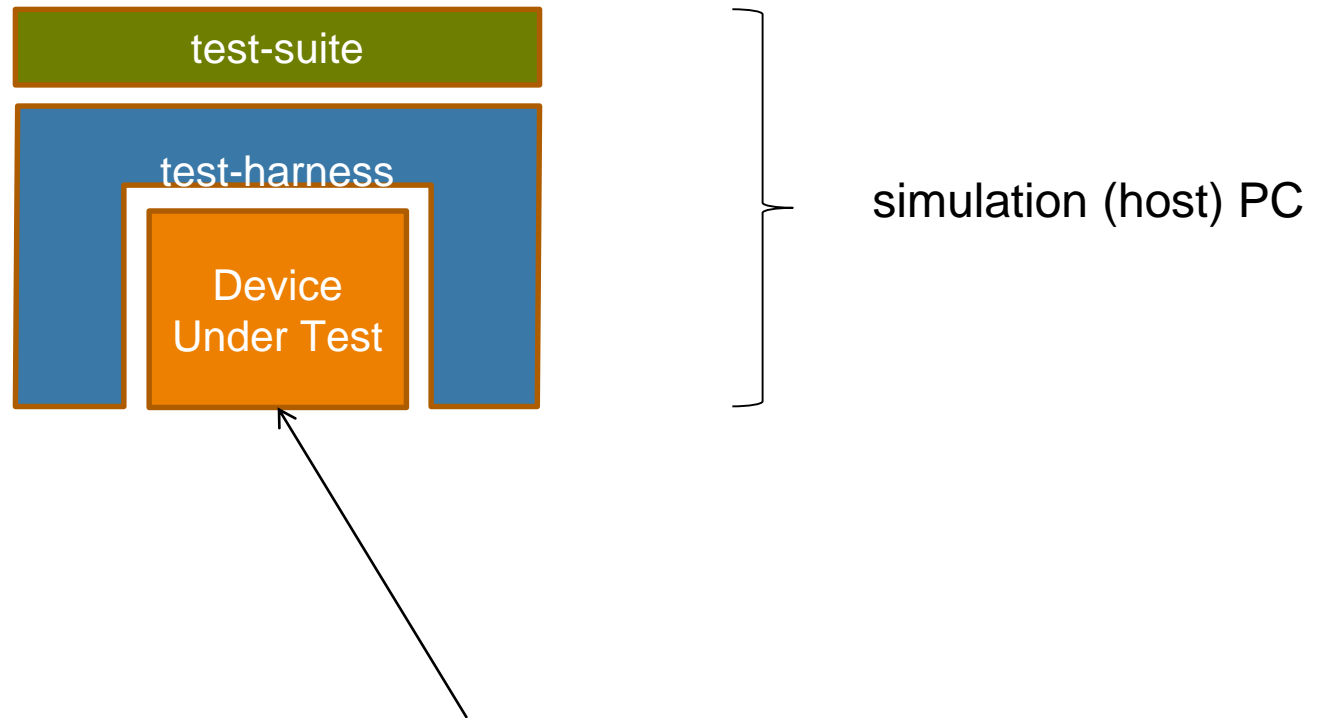 test-suite
test-harness
simulation (host) PC
Device
Under Test